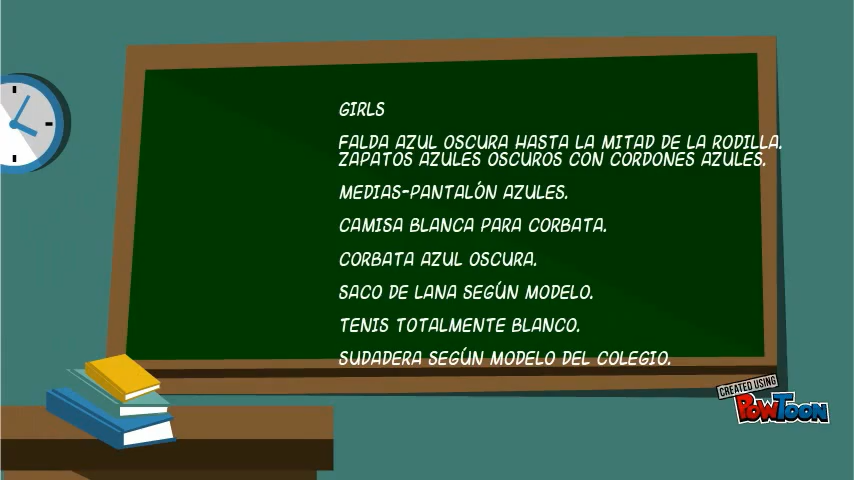 GIRLS
FALDA AZUL OSCURA HASTA LA MITAD DE LA RODILLA.
ZAPATOS AZULES OSCUROS CON CORDONES AZULES.
MEDIAS-PANTALÓN AZULES.
CAMISA BLANCA PARA CORBATA.
CORBATA AZUL OSCURA.
SACO DE LANA SEGÚN MODELO.
TENIS TOTALMENTE BLANCO.
SUDADERA SEGÚN MODELO DEL COLEGIO.
CREATED USING
POWTOON